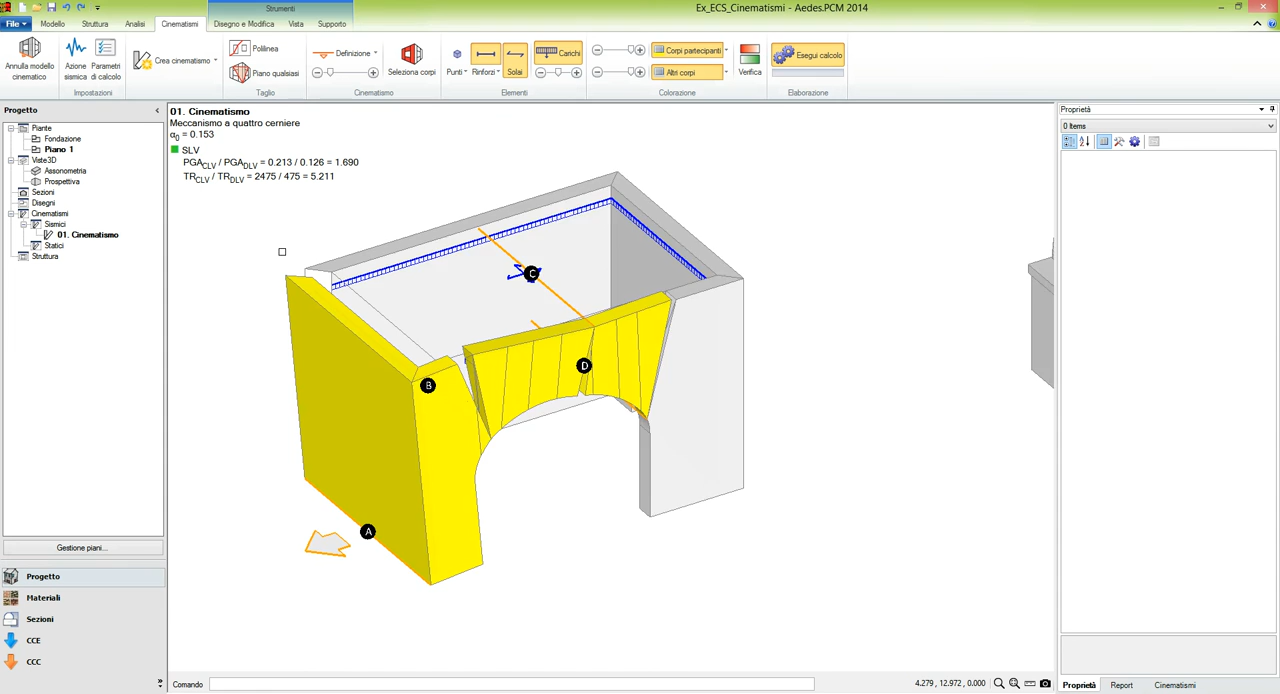 Ex_ECS_Cinematismi - Aedes.PCM 2014
Strumenti
File Modello Struttura Analisi Cinematismi Disegno e Modifica Vista Supporto
Annulla modello cinematico
Azione sismica
Parametri di calcolo
Impostazioni
Crea cinematismo
Polilinea
Piano qualsiasi
Taglio
Definizione
Seleziona corpi
Cinematismo
Punti
Rinforzi
Solai
Carichi
Elementi
Corpi partecipanti
Altri corpi
Colorazione
Verifica
Esegui calcolo
Elaborazione
Progetto
Piante
Fondazione
Piano 1
Viste3D
Assonometria
Prospettiva
Sezioni
Disegni
Cinematismi
Sismici
01. Cinematismo
Statici
Struttura
Gestione piani...
Progetto
Materiali
Sezioni
CCE
CCC
01. Cinematismo
Meccanismo a quattro cerniere
α0 = 0.153
SLV
PGACLV / PGADLV = 0.213 / 0.126 = 1.690
TRCLV / TRDLV = 2475 / 475 = 5.211
C
D
B
A
Comando
4.279 , 12.972 , 0.000
Proprietà
0 Items
Proprietà Report Cinematismi